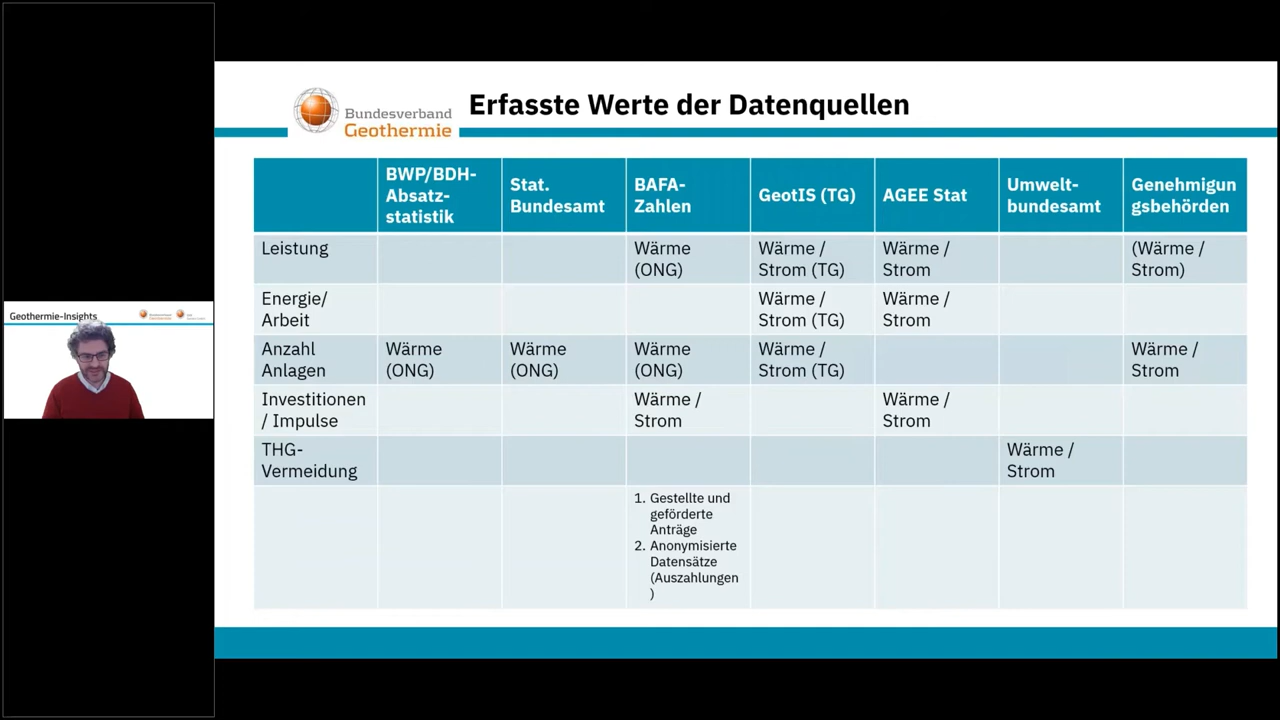 Erfasste Werte der Datenquellen
Bundesverband
Geothermie
BWP/BDH-
Absatz-
statistik
Stat.
Bundesamt
BAFA-
Zahlen
GeotIS (TG)
AGEE Stat
Umwelt-
bundesamt
Genehmigun
gsbehörden
Leistung
Wärme
(ONG)
Wärme /
Strom (TG)
Wärme /
Strom
(Wärme /
Strom)
Energie/
Arbeit
Wärme /
Strom (TG)
Wärme /
Strom
Anzahl
Anlagen
Wärme
(ONG)
Wärme
(ONG)
Wärme
(ONG)
Wärme /
Strom (TG)
Wärme /
Strom
Investitionen
/ Impulse
Wärme /
Strom
Wärme /
Strom
THG-
Vermeidung
Wärme /
Strom
1. Gestellte und
geförderte
Anträge
2. Anonymisierte
Datensätze
(Auszahlungen
)
Geothermie-Insights